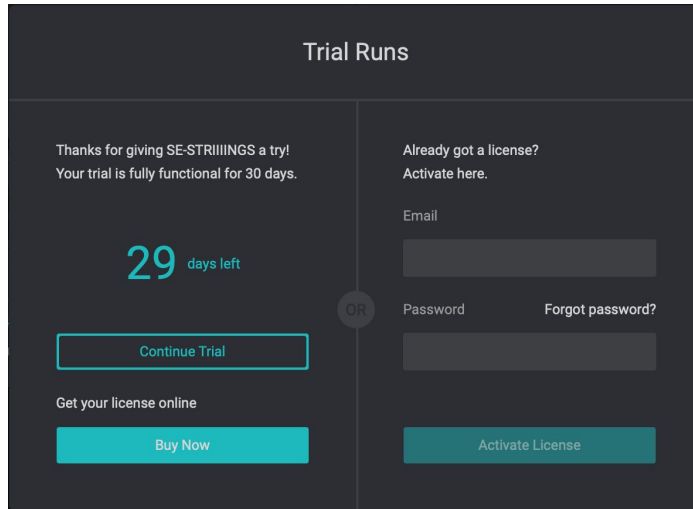 Trial Runs
Thanks for giving SE-STRIIIINGS a try!
Your trial is fully functional for 30 days.
29 days left
Continue Trial
Get your license online
Buy Now
OR
Already got a license?
Activate here.
Email
Password
Forgot password?
Activate License